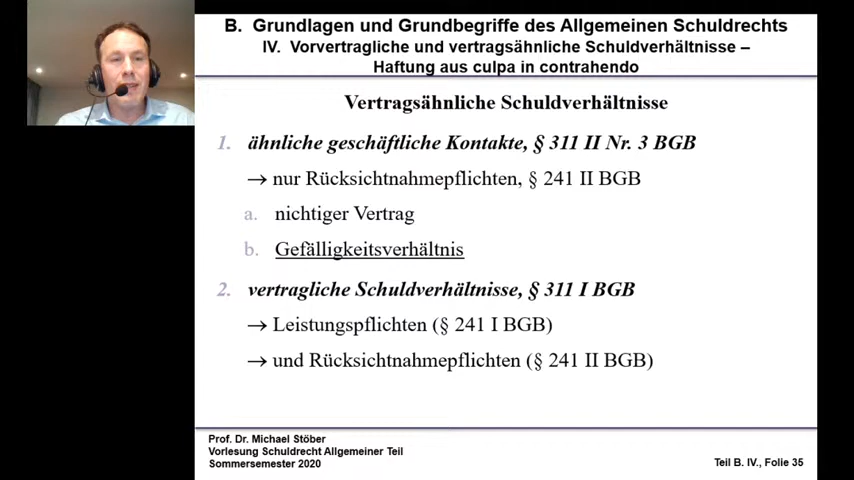 B. Grundlagen und Grundbegriffe des Allgemeinen Schuldrechts
IV. Vorvertragliche und vertragsähnliche Schuldverhältnisse –
Haftung aus culpa in contrahendo
Vertragsähnliche Schuldverhältnisse
1. ähnliche geschäftliche Kontakte, § 311 II Nr. 3 BGB
→ nur Rücksichtnahmepflichten, § 241 II BGB
a. nichtiger Vertrag
b. Gefälligkeitsverhältnis
2. vertragliche Schuldverhältnisse, § 311 I BGB
→ Leistungspflichten (§ 241 I BGB)
→ und Rücksichtnahmepflichten (§ 241 II BGB)
Prof. Dr. Michael Stöber
Vorlesung Schuldrecht Allgemeiner Teil
Sommersemester 2020
Teil B. IV., Folie 35